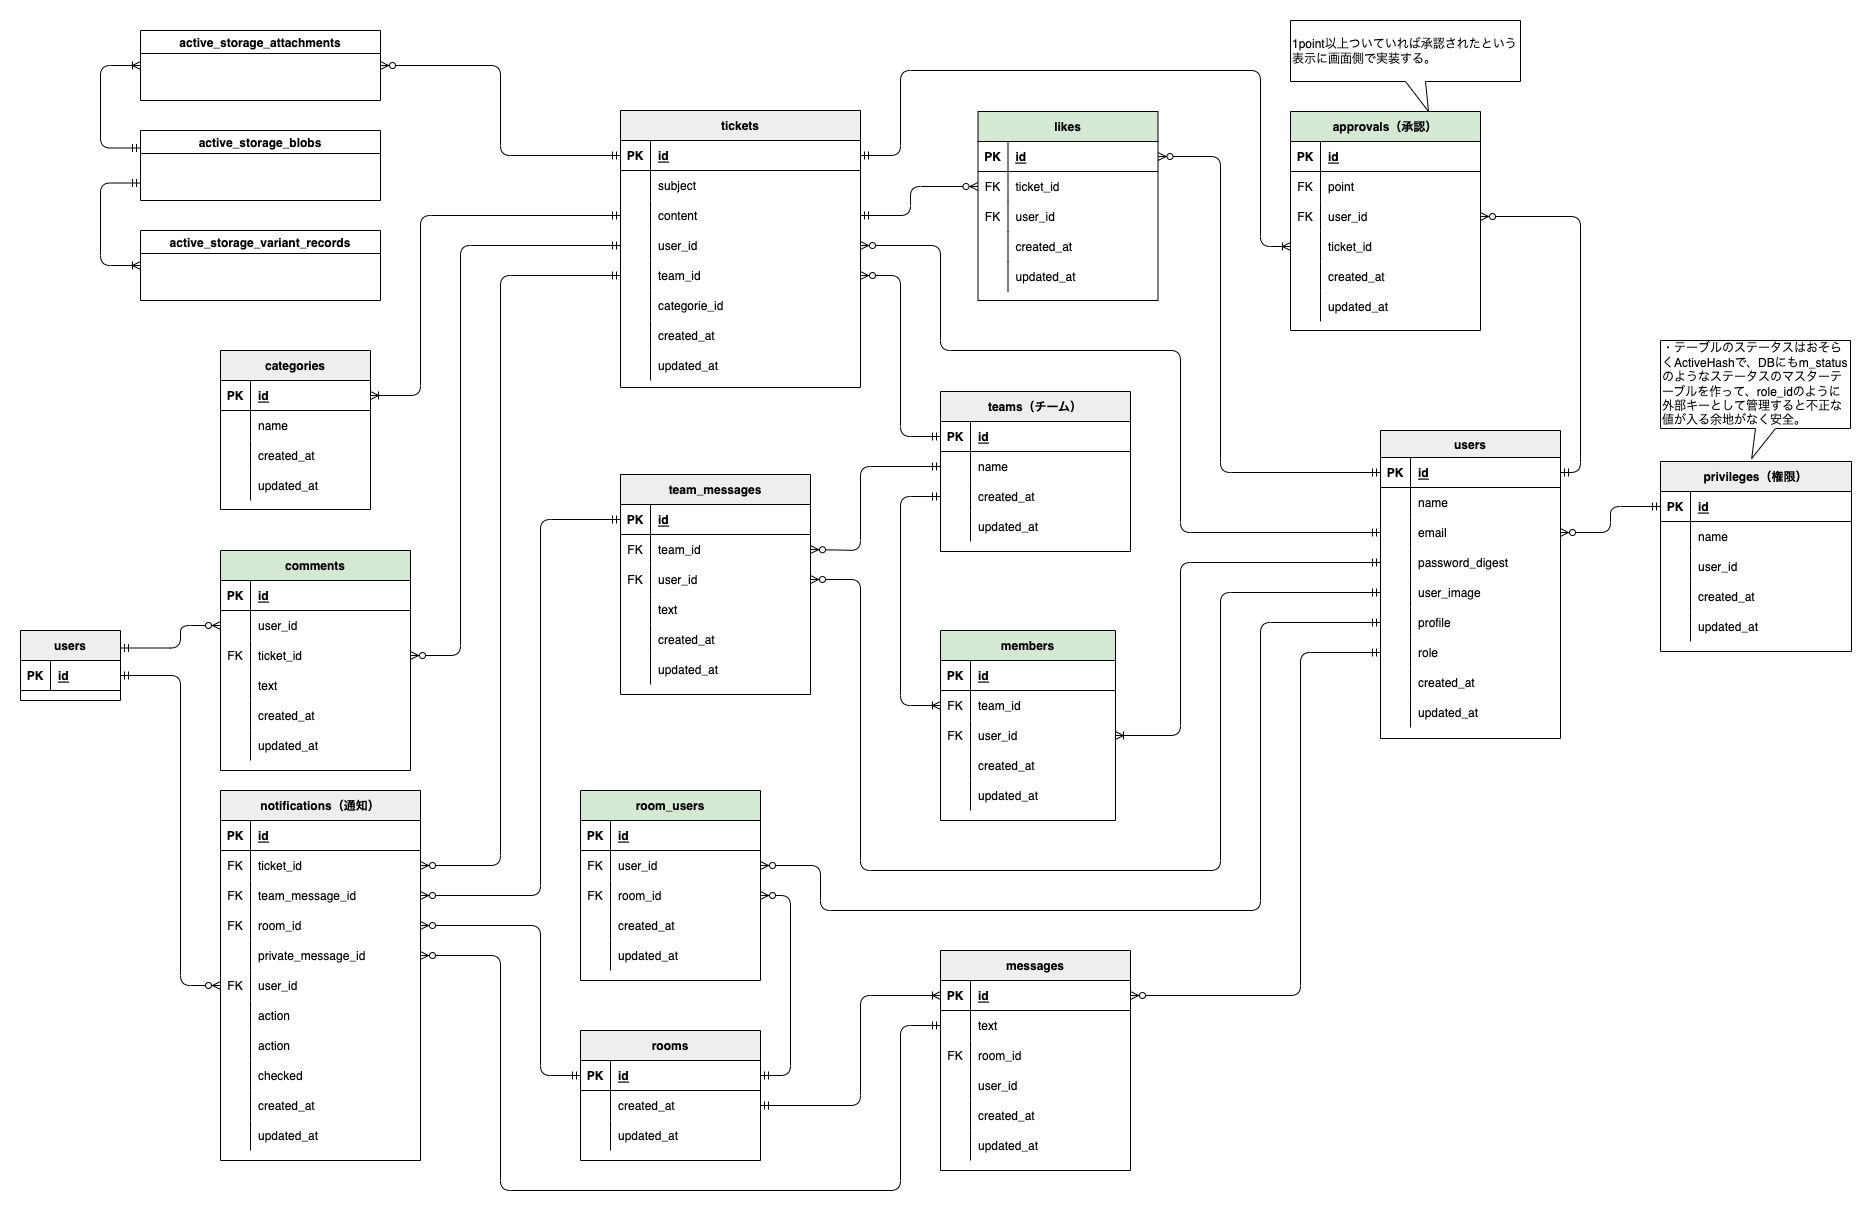 active_storage_attachments
active_storage_blobs
active_storage_variant_records
tickets
PK id
subject
content
user_id
team_id
categorie_id
created_at
updated_at
likes
PK id
FK ticket_id
FK user_id
created_at
updated_at
1point以上ついていれば承認されたという
表示に画面側で実装する。
approvals（承認）
PK id
FK point
FK user_id
ticket_id
created_at
updated_at
categories
PK id
name
created_at
updated_at
teams（チーム）
PK id
name
created_at
updated_at
・テーブルのステータスはおそら
くActiveHashで、DBにもm_status
のようなステータスのマスターテ
ーブルを作って、role_idのように
外部キーとして管理すると不正な
値が入る余地がなく安全。
users
PK id
name
email
password_digest
user_image
profile
role
created_at
updated_at
privileges（権限）
PK id
name
user_id
created_at
updated_at
team_messages
PK id
FK team_id
FK user_id
text
created_at
updated_at
comments
PK id
user_id
FK ticket_id
text
created_at
updated_at
users
PK id
members
PK id
FK team_id
FK user_id
created_at
updated_at
notifications（通知）
PK id
FK ticket_id
FK team_message_id
FK room_id
private_message_id
FK user_id
action
action
checked
created_at
updated_at
room_users
PK id
FK user_id
FK room_id
created_at
updated_at
rooms
PK id
created_at
updated_at
messages
PK id
text
FK room_id
user_id
created_at
updated_at